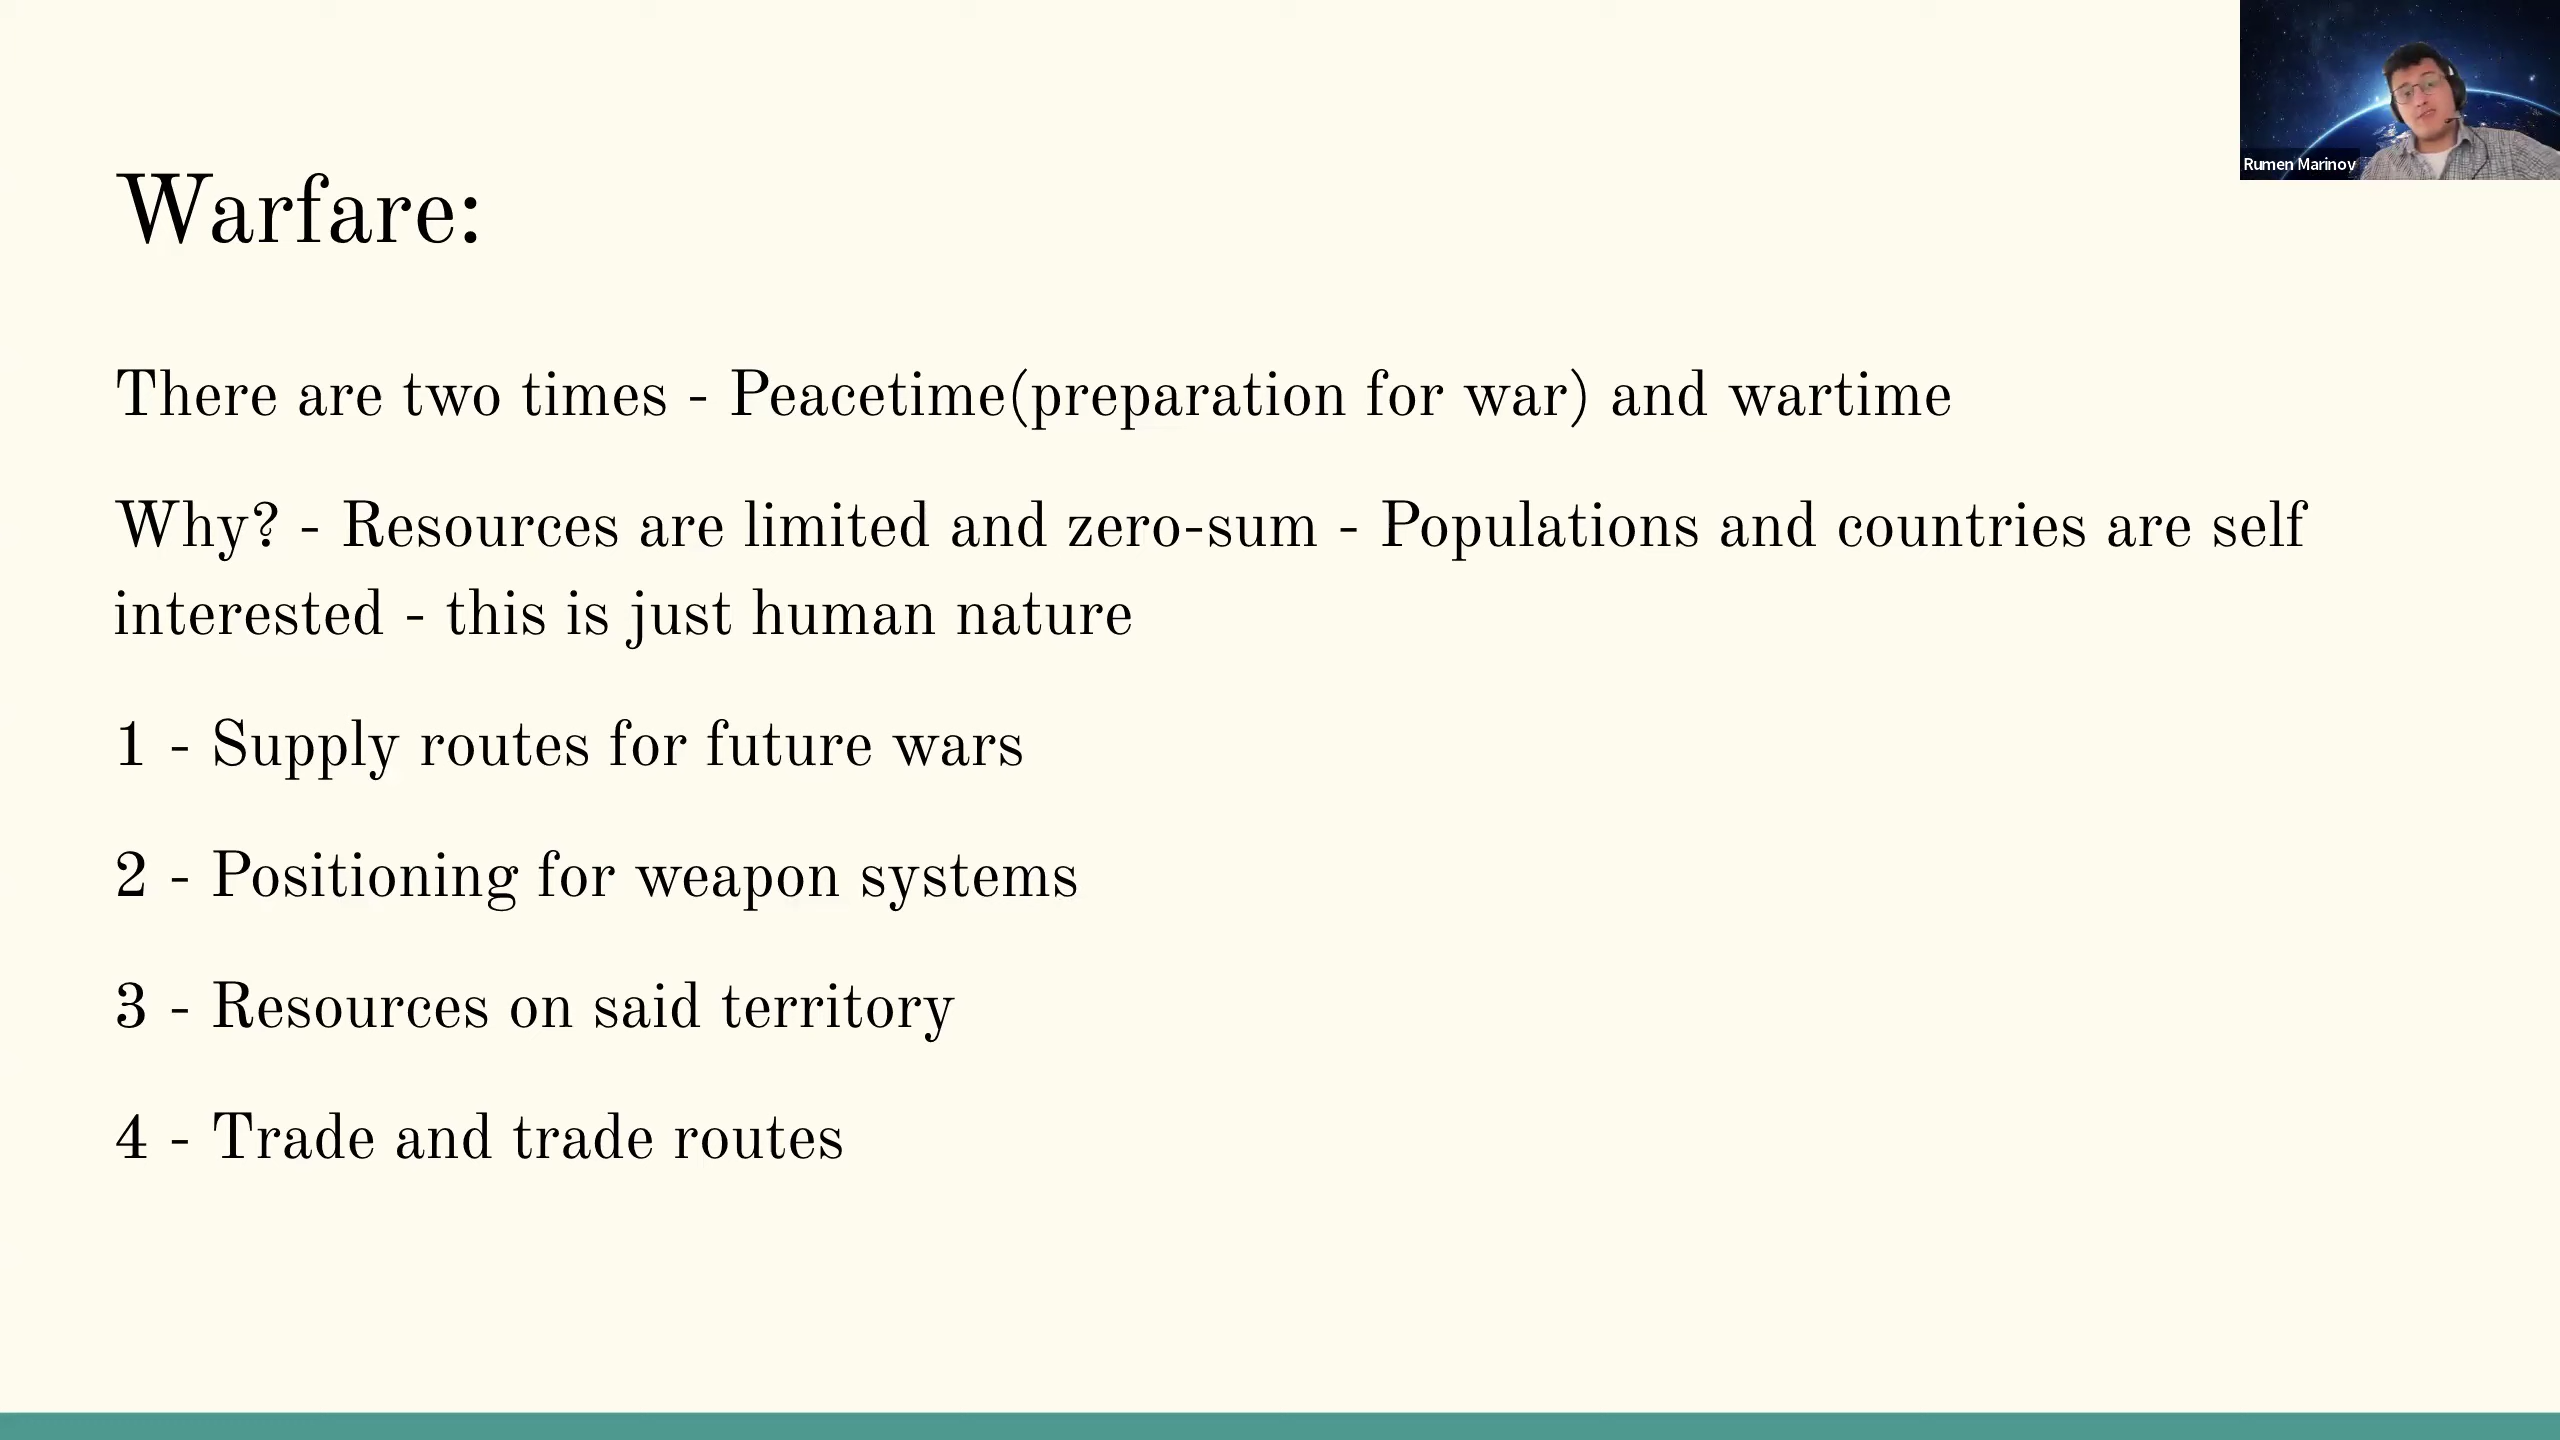 Rumen Marinov
Warfare:
There are two times - Peacetime(preparation for war) and wartime
Why? - Resources are limited and zero-sum - Populations and countries are self
interested - this is just human nature
1 - Supply routes for future wars
2 - Positioning for weapon systems
3 - Resources on said territory
4 - Trade and trade routes